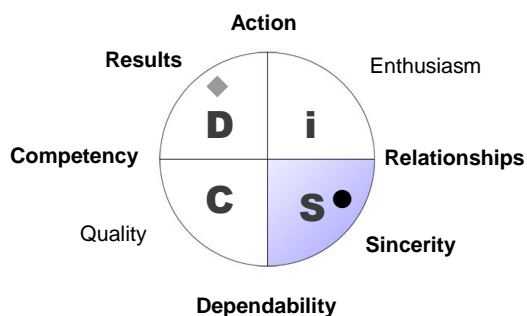 Action
Results
Enthusiasm
D i
Competency
Relationships
C S
Quality
Sincerity
Dependability